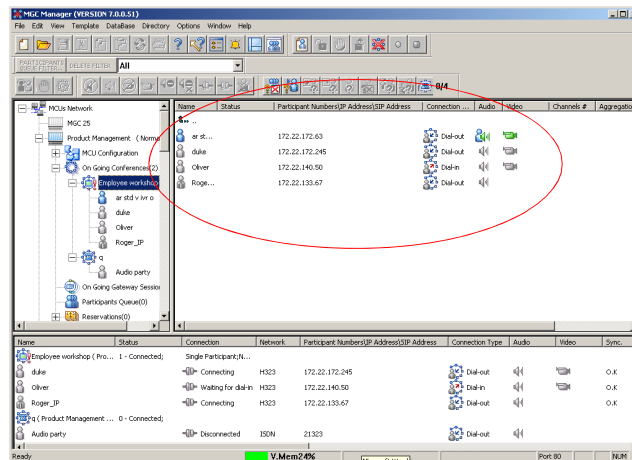 MGC Manager (VERSION 7.0.0.51)
File Edit View Template DataBase Directory Options Window Help
PARTICIPANTS QUEUE FILTER... DELETE FILTER All
0/4
Name Status Participant Numbers\IP Address\SIP Address Connection ... Audio Video Channels # Aggregatio
..
ar st... 172.22.172.63 Dial-out
duke 172.22.172.245 Dial-out
Oliver 172.22.140.50 Dial-in
Roge... 172.22.133.67 Dial-out
MCUs Network
MGC 25
Product Management ( Norma
MCU Configuration
On Going Conferences(2)
Employee workshop
ar std v ivr o
duke
Oliver
Roger_IP
q
Audio party
On Going Gateway Session
Participants Queue(0)
Reservations(0)
Name Status Connection Network Participant Numbers\IP Address\SIP Address Connection Type Audio Video Sync.
Employee workshop ( Pro... 1 - Connected; Single Participant;N...
duke Connecting H323 172.22.172.245 Dial-out O.K
Oliver Waiting for dial-in H323 172.22.140.50 Dial-in O.K
Roger_IP Connecting H323 172.22.133.67 Dial-out O.K
q ( Product Management ... 0 - Connected;
Audio party Disconnected ISDN 21323 Dial-out
Ready V.Mem24% Port 80 NUM